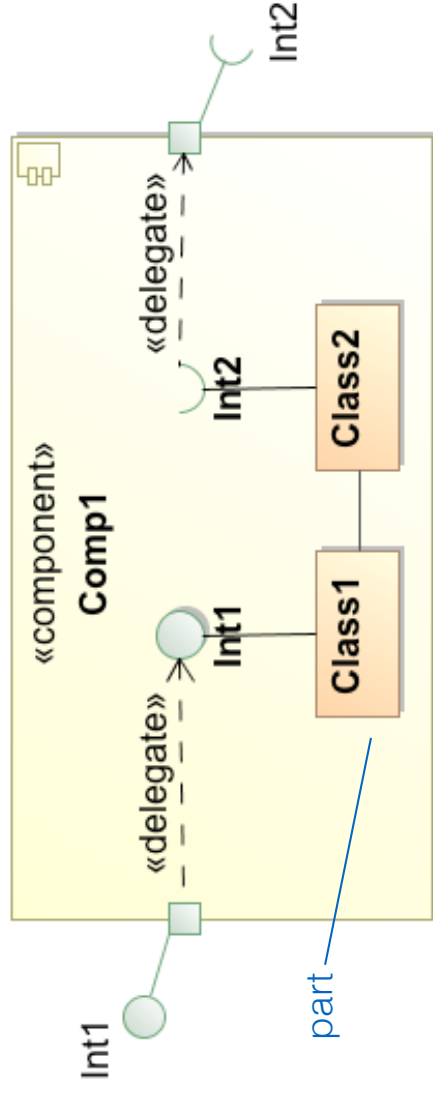 «component»
Comp1
Int1
«delegate»
Int1
«delegate»
Int2
Int2
Class1
Class2
part